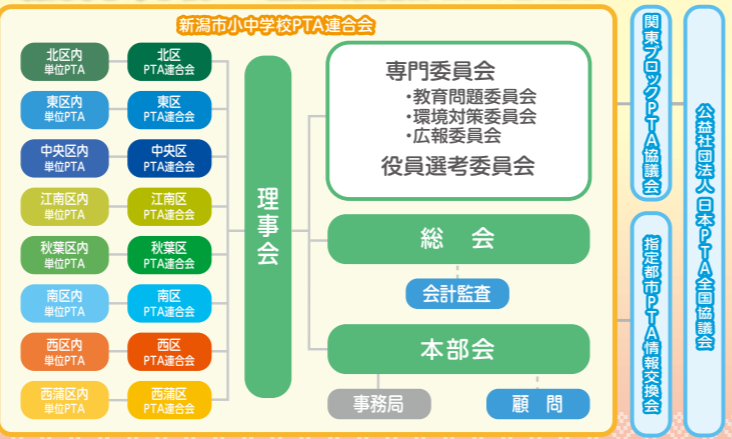 新潟市小中学校PTA連合会
北区内
単位PTA
北区
PTA連合会
東区内
単位PTA
東区
PTA連合会
中央区内
単位PTA
中央区
PTA連合会
江南区内
単位PTA
江南区
PTA連合会
秋葉区内
単位PTA
秋葉区
PTA連合会
南区内
単位PTA
南区
PTA連合会
西区内
単位PTA
西区
PTA連合会
西蒲区内
単位PTA
西蒲区
PTA連合会
理事会
専門委員会
・教育問題委員会
・環境対策委員会
・広報委員会
役員選考委員会
総 会
会計監査
本部会
事務局
顧 問
関東ブロックPTA協議会
指定都市PTA情報交換会
公益社団法人日本PTA全国協議会